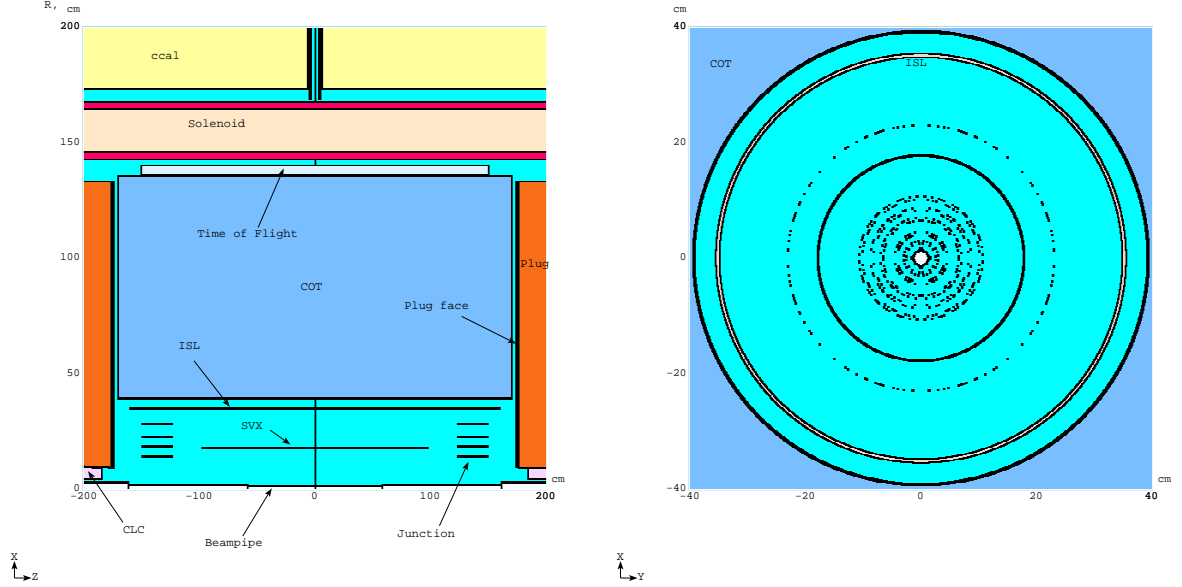 R, cm
200
ccal
Solenoid
150
Time of Flight
100
COT
Plug
Plug face
ISL
50
SVX
0
-200
-100
0
100
200
cm
CLC
Beampipe
Junction
X
Z
cm
40
COT
ISL
20
0
-20
-40
-40
-20
0
20
40
cm
X
Y